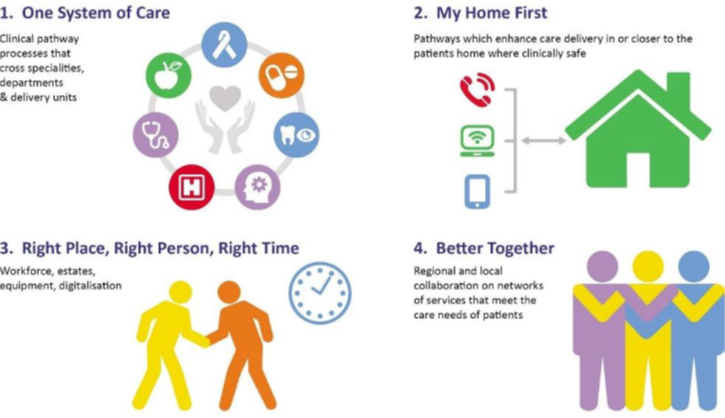 1. One System of Care
Clinical pathway
processes that
cross specialities,
departments
& delivery units
H
2. My Home First
Pathways which enhance care delivery in or closer to the
patients home where clinically safe
3. Right Place, Right Person, Right Time
Workforce, estates,
equipment, digitalisation
4. Better Together
Regional and local
collaboration on networks
of services that meet the
care needs of patients